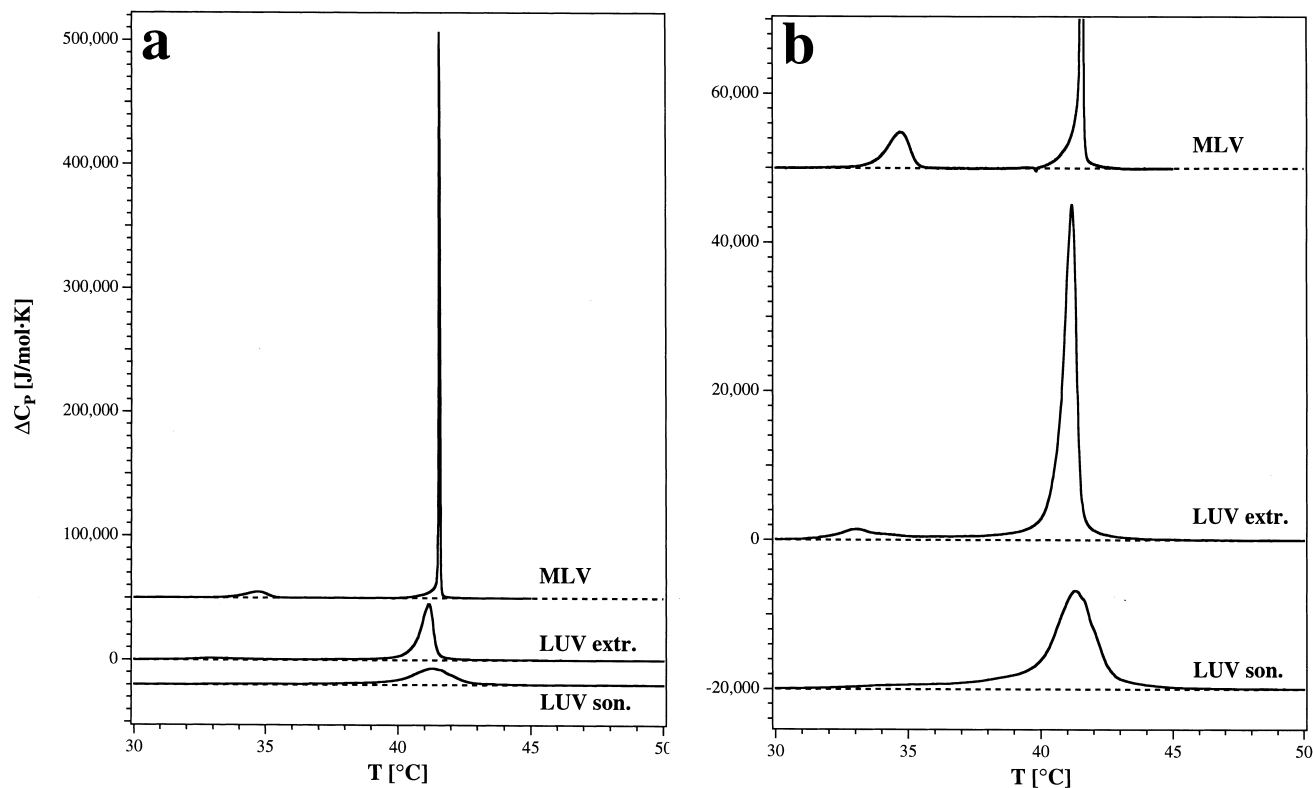 a
500,000
400,000
300,000
200,000
100,000
0
ΔCP [J/mol·K]
MLV
LUV extr.
LUV son.
30 35 40 45 50
T [°C]
b
60,000
40,000
20,000
0
-20,000
MLV
LUV extr.
LUV son.
30 35 40 45 50
T [°C]